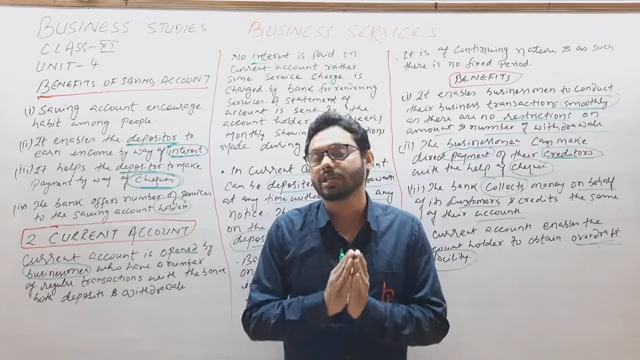 BUSINESS STUDIES
CLASS-XI
UNIT-4
BENEFITS OF SAVING ACCOUNT
(i) Saving account encourage
habit among people.
(ii) It enables the depositor to
earn income by way of interest
(iii) It helps the depositor to make
Payment by way of Cheques
(iv The bank offers number of services
to the saving account holder
2 CURRENT ACCOUNT
Current account is opened by
businessmen who have a number
of regular transactions with the bank
both deposits & withdrawals
BUSINESS SERVICES
no interest is paid on
current account rather
some Service Charge is
Charged by bank for rendering
Services. A statement of
account is sent to the
account holder
Monthly
made during
. In Current
can be deposited
at any time without any
notice.
on the
. It is of Continuing nature & as such
there is no fixed period.
BENEFITS
i) It enables businessmen to conduct
their business transactions smoothly
as there are no restrictions on
amount & number of withdrawals
ii) The businessmen can make
direct payment of their creditors
with the help of Cheques
iii) The bank Collects money on behalf
of its Customers & credits the same
of their account
current account enables the
holder to obtain overdraft
facility